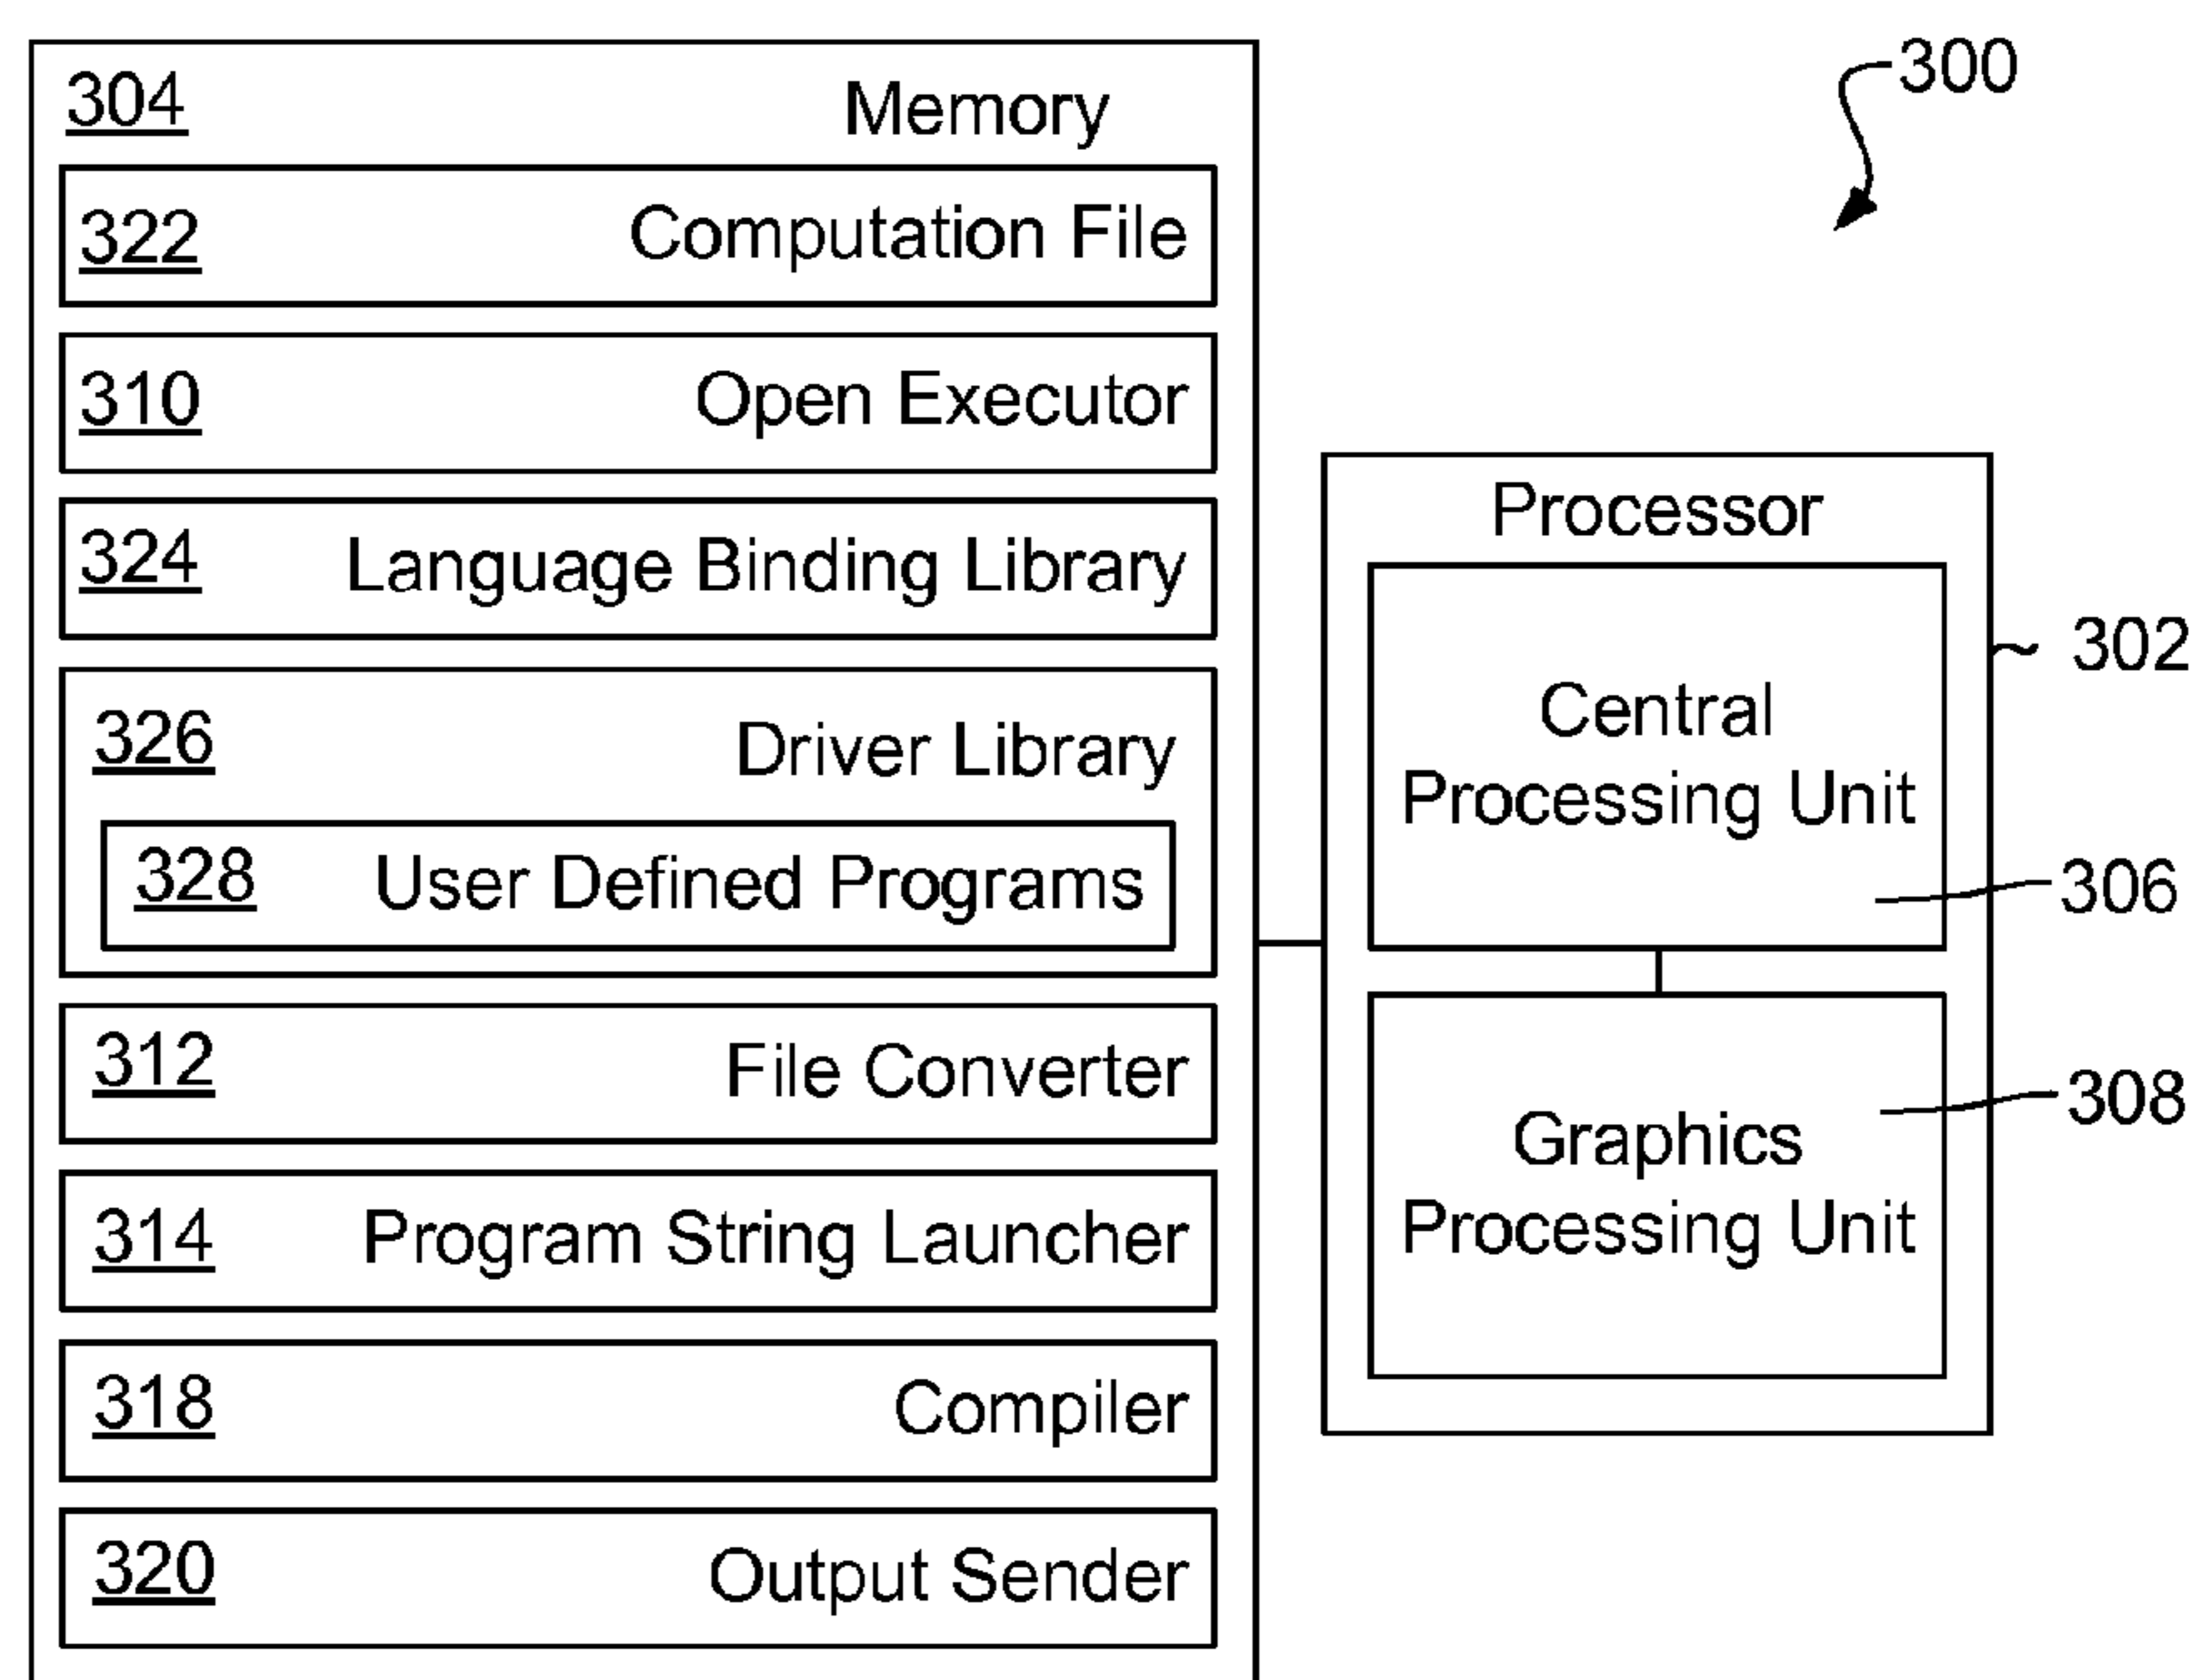 304 Memory
300
322 Computation File
310 Open Executor
324 Language Binding Library
326 Driver Library
328 User Defined Programs
312 File Converter
314 Program String Launcher
318 Compiler
320 Output Sender
Processor
302
Central
Processing Unit
306
308
Graphics
Processing Unit